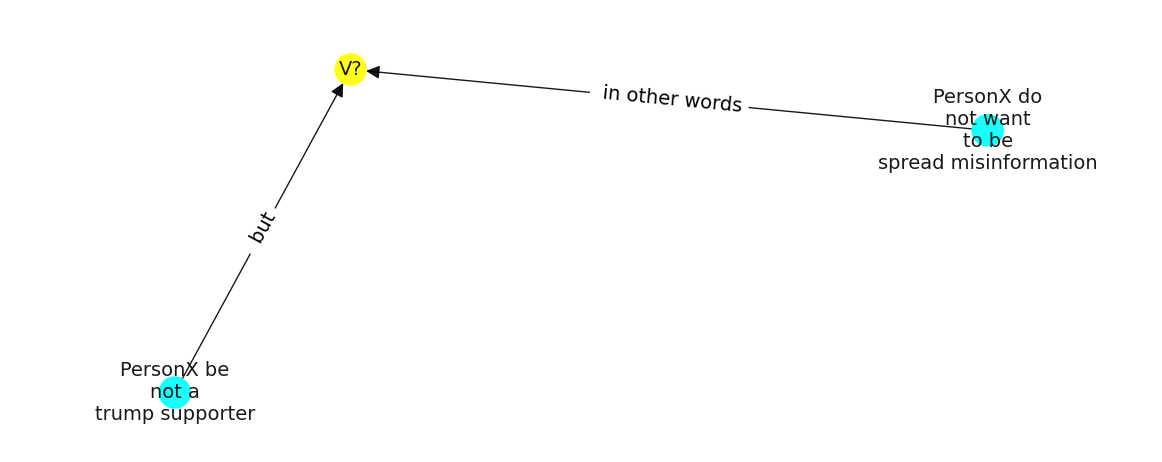 V?
in other words
PersonX do
not want
to be
spread misinformation
but
PersonX be
not a
trump supporter